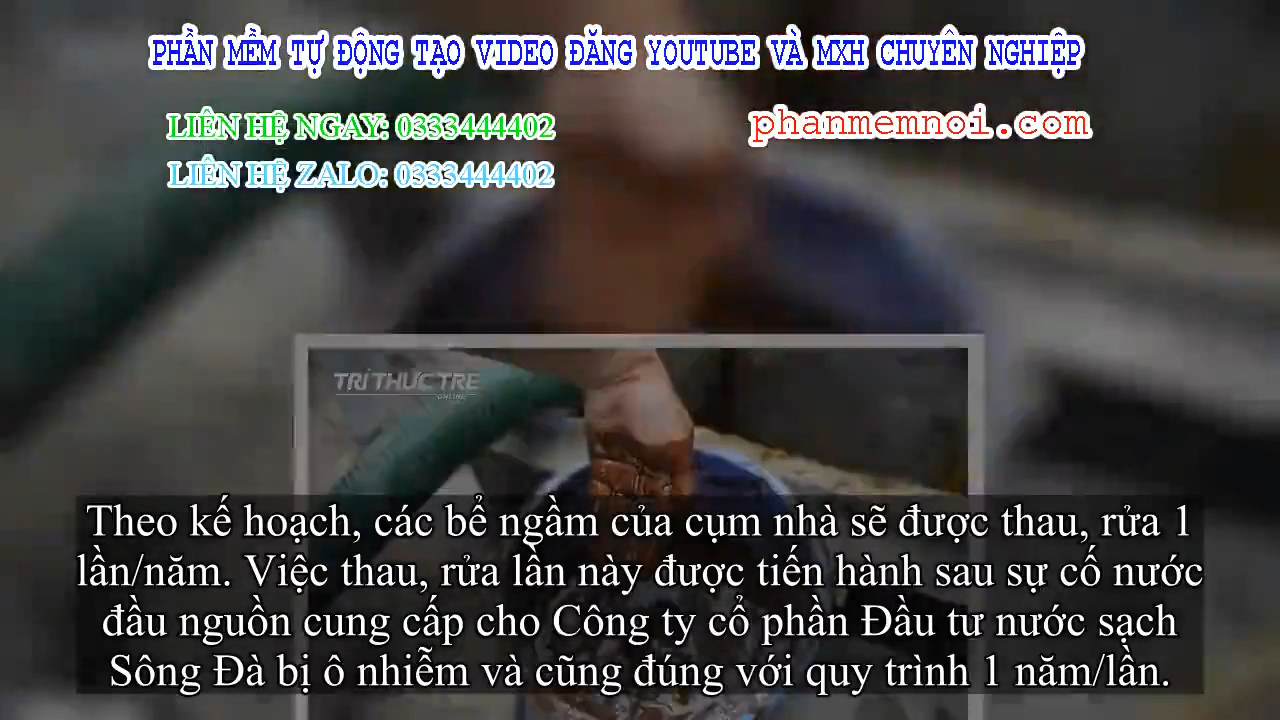 PHẦN MỀM TỰ ĐỘNG TẠO VIDEO ĐĂNG YOUTUBE VÀ MXH CHUYÊN NGHIỆP
LIÊN HỆ NGAY: 0333444402
phanmemnoi.com
LIÊN HỆ ZALO: 0333444402
TRÍ THỨC TRẺ
ONLINE
Theo kế hoạch, các bể ngầm của cụm nhà sẽ được thau, rửa 1
lần/năm. Việc thau, rửa lần này được tiến hành sau sự cố nước
đầu nguồn cung cấp cho Công ty cổ phần Đầu tư nước sạch
Sông Đà bị ô nhiễm và cũng đúng với quy trình 1 năm/lần.